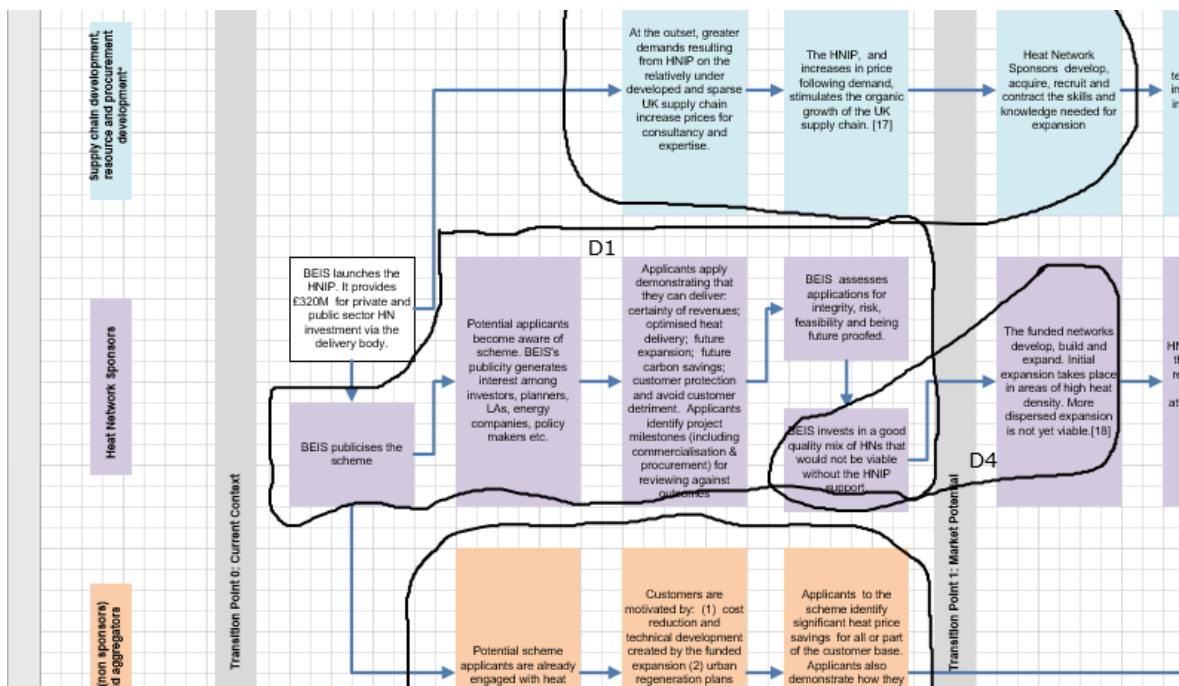 Supply chain development,
resource and procurement
At the outset, greater
demands resulting
from HNIP on the
relatively under
developed and sparse
UK supply chain
increase prices for
consultancy and
expertise.
The HNIP, and
increases in price
following demand,
stimulates the organic
growth of the UK
supply chain. [17]
Heat Network
Sponsors develop,
acquire, recruit and
contract the skills and
knowledge needed for
expansion
D1
Heat Network Sponsors
Transition Point 0: Current Context
BEIS launches the
HNIP. It provides
£320M for private and
public sector HN
investment via the
delivery body.
BEIS publicises the
scheme
Potential applicants
become aware of
scheme. BEIS's
publicity generates
interest among
investors, planners,
LAs, energy
companies, policy
makers etc.
Applicants apply
demonstrating that
they can deliver:
certainty of revenues;
optimised heat
delivery; future
expansion; future
carbon savings;
customer protection
and avoid customer
detriment. Applicants
identify project
milestones (including
commercialisation &
procurement) for
reviewing against
outcomes
BEIS assesses
applications for
integrity, risk,
feasibility and being
future proofed.
BEIS invests in a good
quality mix of HNs that
would not be viable
without the HNIP
support.
D4
Transition Point 1: Market Potential
The funded networks
develop, build and
expand. Initial
expansion takes place
in areas of high heat
density. More
dispersed expansion
is not yet viable.[18]
(non sponsors)
aggregators
Potential scheme
applicants are already
engaged with heat
Customers are
motivated by: (1) cost
reduction and
technical development
created by the funded
expansion (2) urban
regeneration plans
Applicants to the
scheme identify
significant heat price
savings for all or part
of the customer base.
Applicants also
demonstrate how they